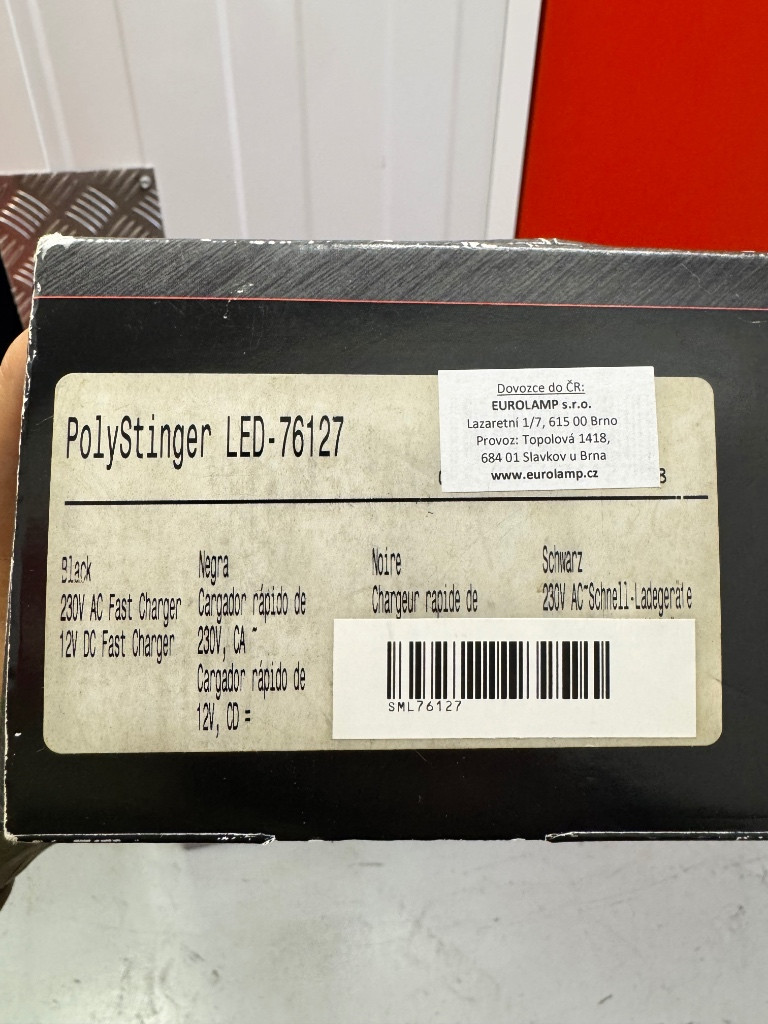 PolyStinger LED-76127
Dovozce do ČR:
EUROLAMP s.r.o.
Lazaretní 1/7, 615 00 Brno
Provoz: Topolová 1418,
684 01 Slavkov u Brna
www.eurolamp.cz
Black
230V AC Fast Charger
12V DC Fast Charger
Negra
Cargador rápido de
230V, CA ~
Cargador rápido de
12V, CD =
Noire
Chargeur rapide de
Schwarz
230V AC~Schnell-Ladegeräte
SML76127